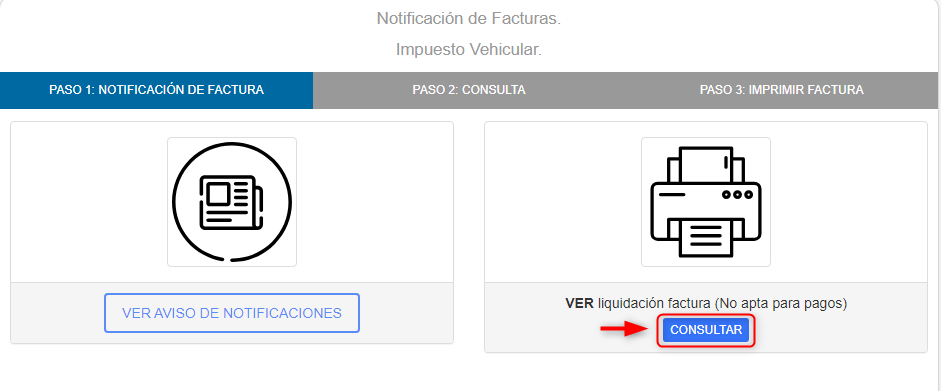 Notificación de Facturas.
Impuesto Vehicular.
PASO 1: NOTIFICACIÓN DE FACTURA
PASO 2: CONSULTA
PASO 3: IMPRIMIR FACTURA
VER AVISO DE NOTIFICACIONES
VER liquidación factura (No apta para pagos)
CONSULTAR